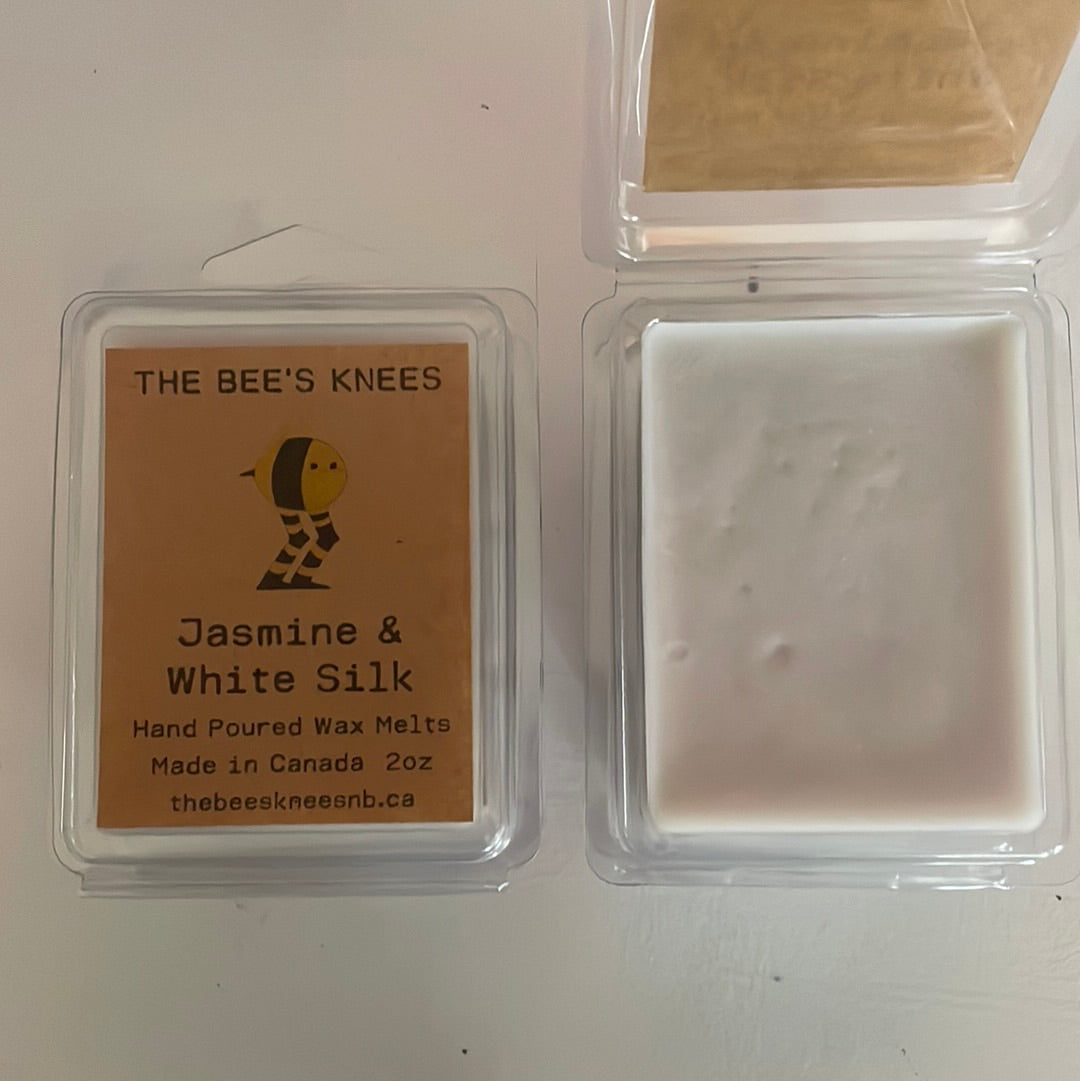 THE BEE'S KNEES
Jasmine &
White Silk
Hand Poured Wax Melts
Made in Canada 2oz
thebeeskneesnb.ca